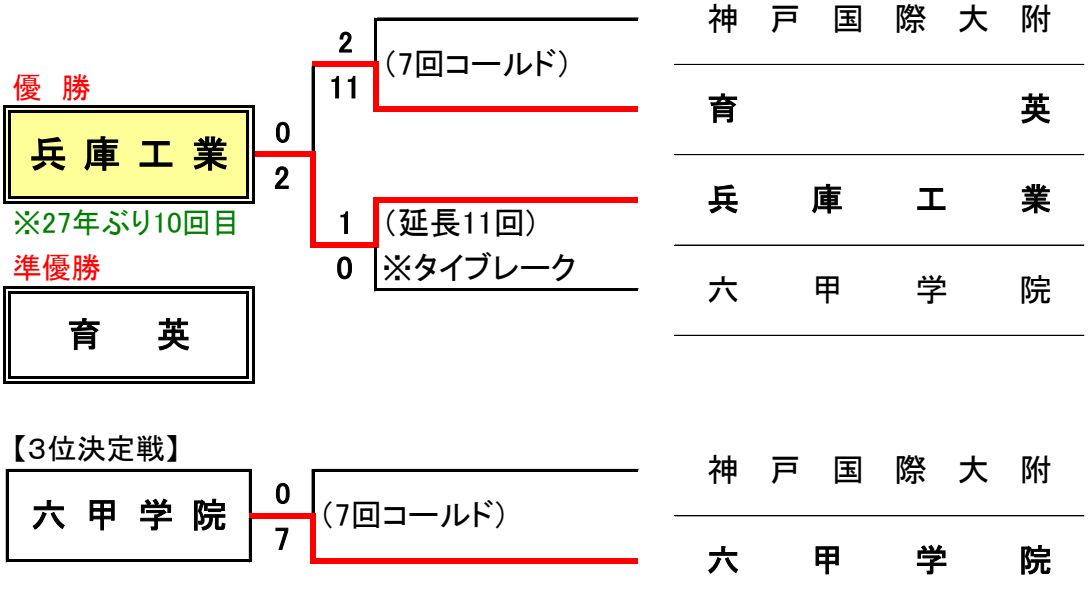 神戸国際大附
2
(7回コールド)
11
優 勝
育英
兵庫工業
0
2
兵庫工業
※27年ぶり10回目
1
(延長11回)
準優勝
0
※タイブレーク
六甲学院
育 英
【3位決定戦】
神戸国際大附
六甲学院
0
(7回コールド)
7
六甲学院